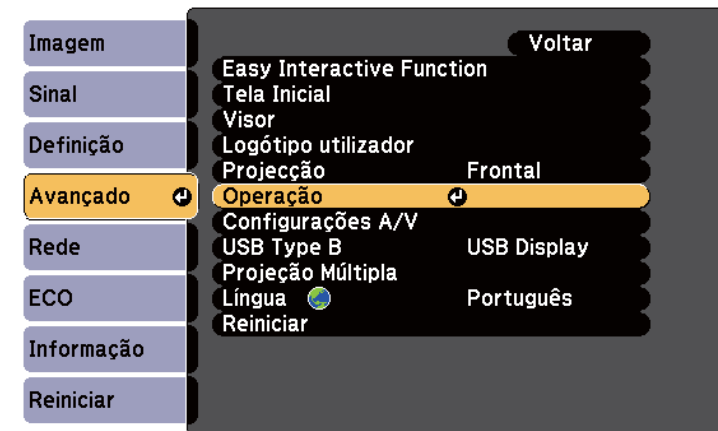 Imagem
Sinal
Definição
Avançado
Rede
ECO
Informação
Reiniciar
Voltar
Easy Interactive Function
Tela Inicial
Visor
Logótipo utilizador
Projecção Frontal
Operação
Configurações A/V
USB Type B USB Display
Projeção Múltipla
Língua Português
Reiniciar